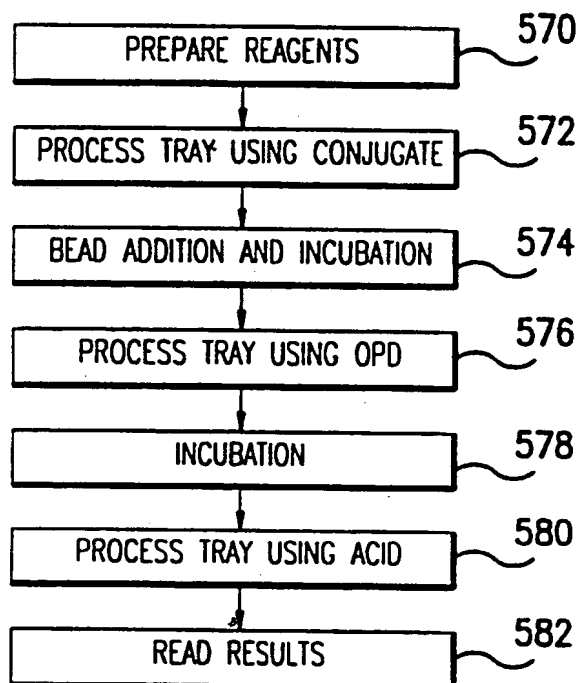 570
PREPARE REAGENTS
572
PROCESS TRAY USING CONJUGATE
574
BEAD ADDITION AND INCUBATION
576
PROCESS TRAY USING OPD
578
INCUBATION
580
PROCESS TRAY USING ACID
582
READ RESULTS